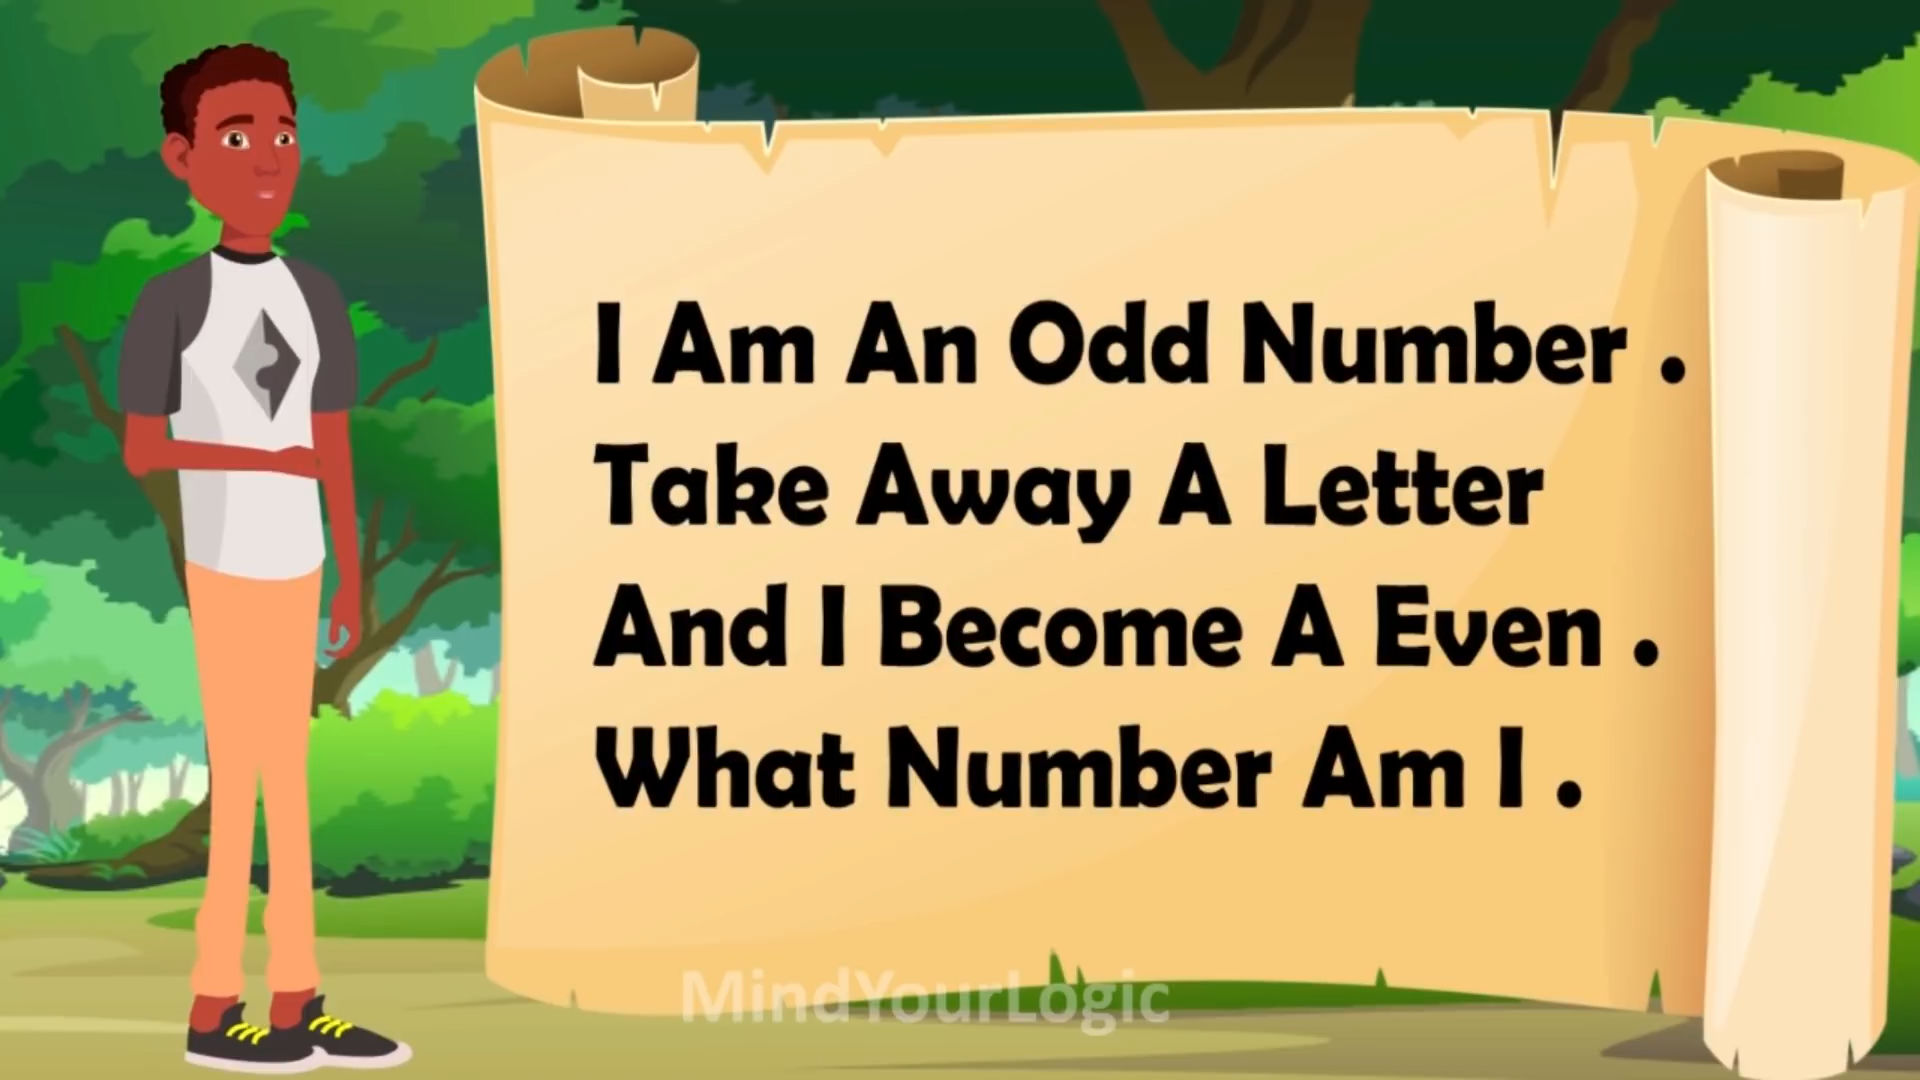 I Am An Odd Number .
Take Away A Letter
And I Become A Even .
What Number Am I .
MindYourLogic